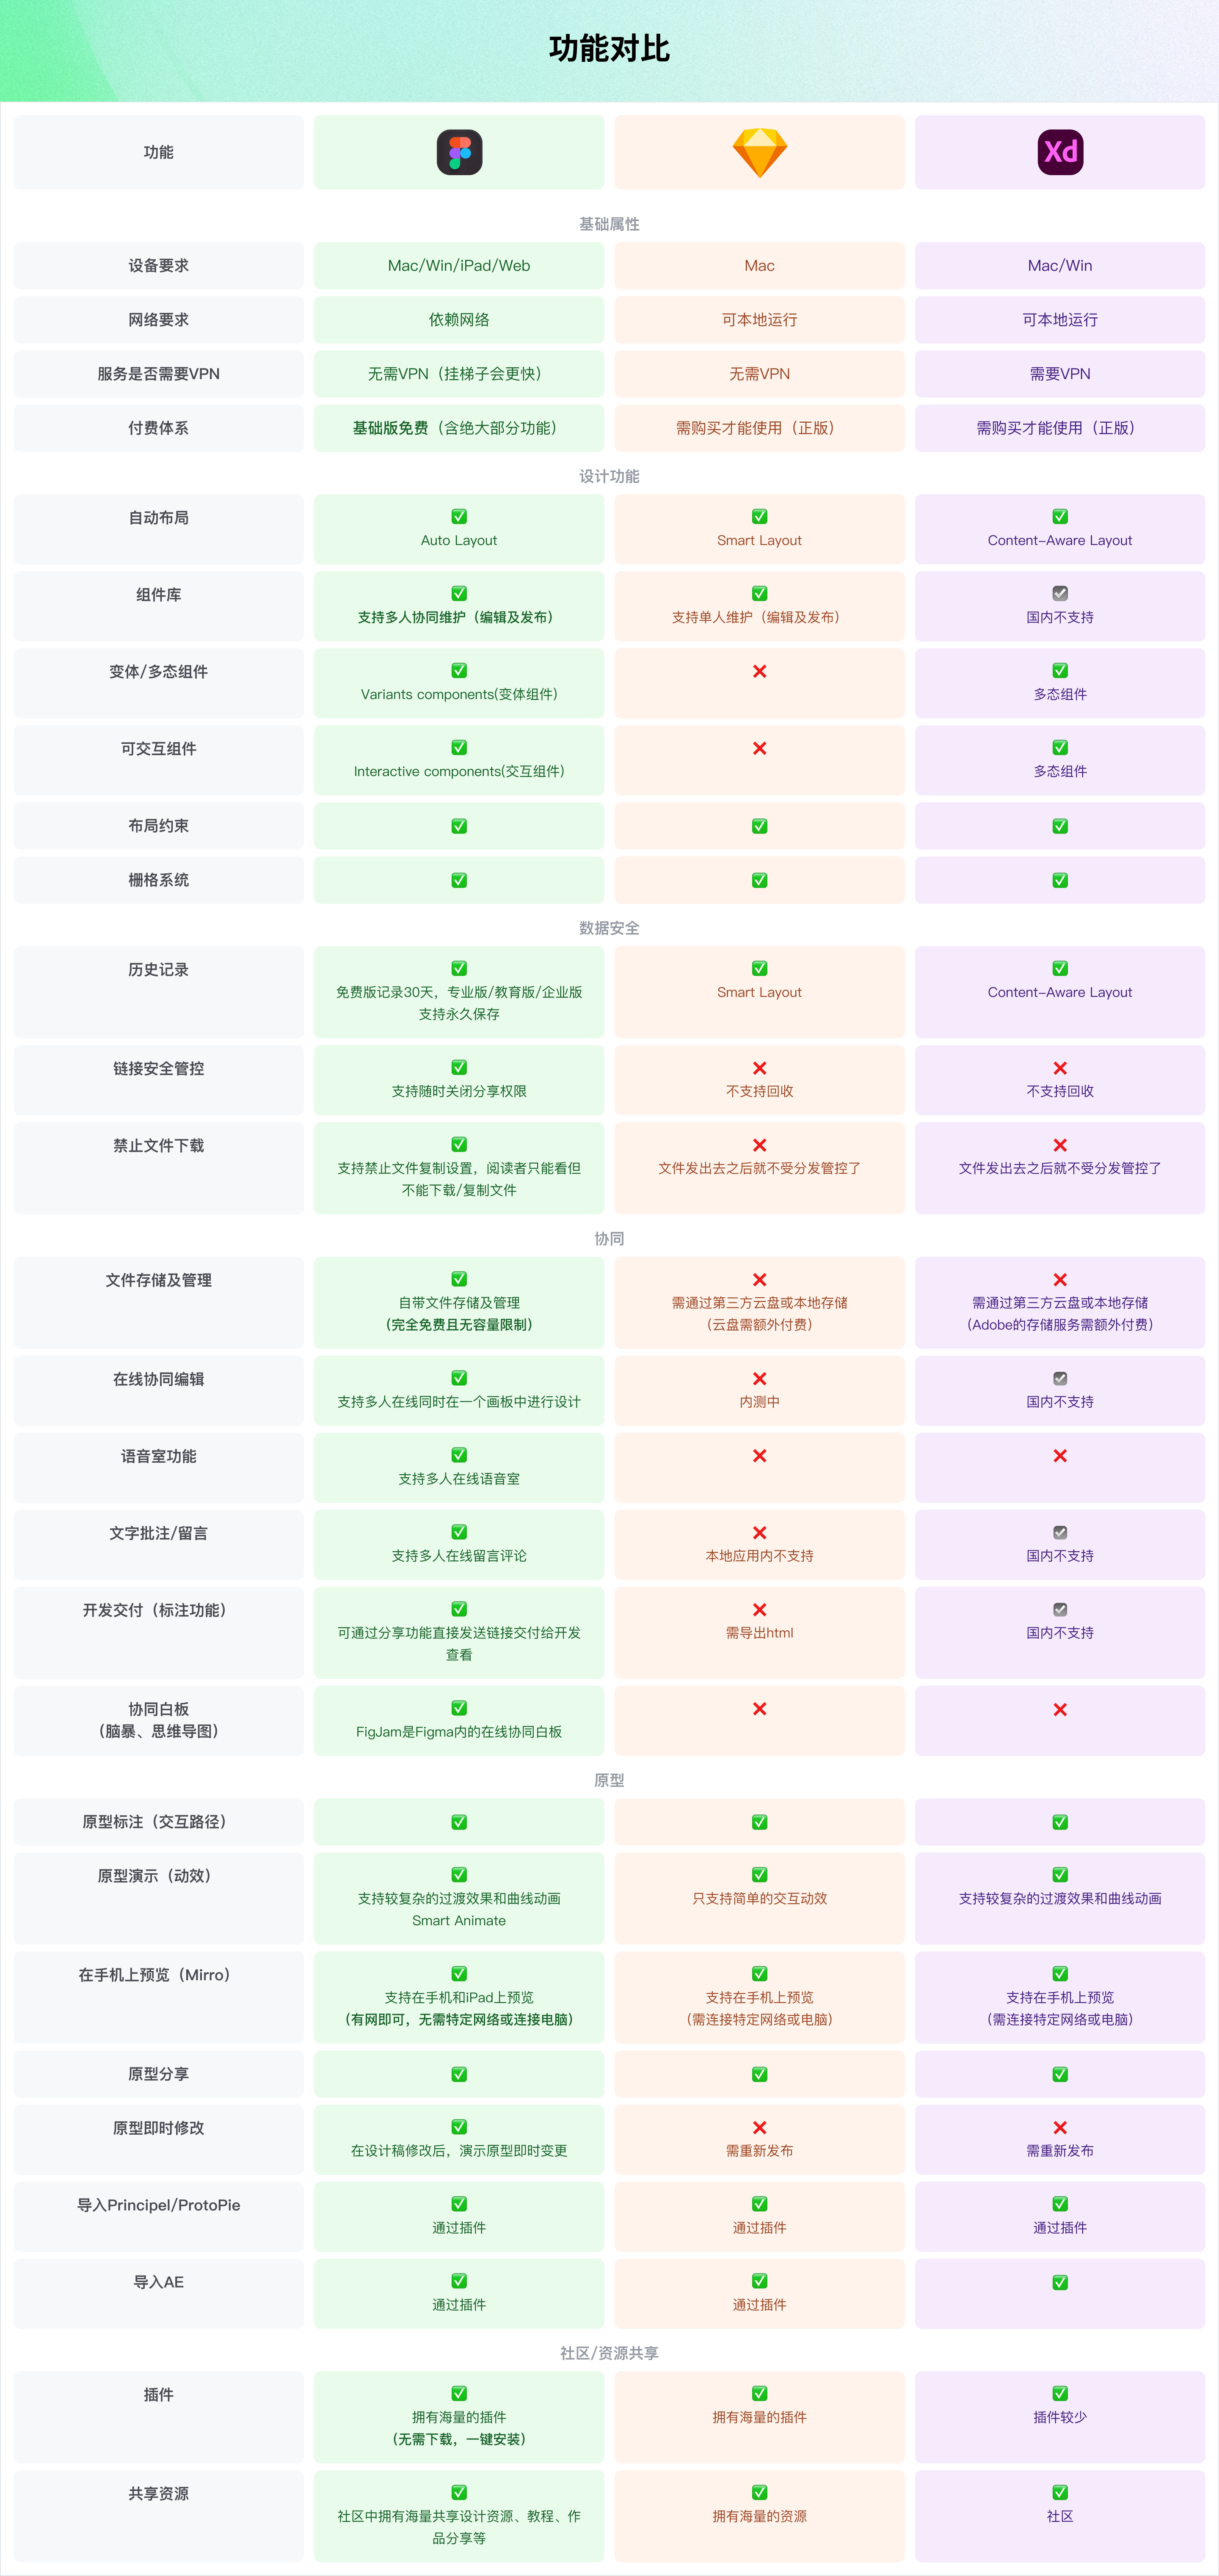 功能对比
功能
Xd
基础属性
设备要求
Mac/Win/iPad/Web
Mac
Mac/Win
网络要求
依赖网络
可本地运行
可本地运行
服务是否需要VPN
无需VPN（挂梯子会更快）
无需VPN
需要VPN
付费体系
基础版免费（含绝大部分功能）
需购买才能使用（正版）
需购买才能使用（正版）
设计功能
自动布局
Auto Layout
Smart Layout
Content-Aware Layout
组件库
支持多人协同维护（编辑及发布）
支持单人维护（编辑及发布）
国内不支持
变体/多态组件
Variants components(变体组件)
多态组件
可交互组件
Interactive components(交互组件)
多态组件
布局约束
栅格系统
数据安全
历史记录
免费版记录30天，专业版/教育版/企业版
支持永久保存
Smart Layout
Content-Aware Layout
链接安全管控
支持随时关闭分享权限
不支持回收
不支持回收
禁止文件下载
支持禁止文件复制设置，阅读者只能看但
不能下载/复制文件
文件发出去之后就不受分发管控了
文件发出去之后就不受分发管控了
协同
文件存储及管理
自带文件存储及管理
（完全免费且无容量限制）
需通过第三方云盘或本地存储
（云盘需额外付费）
需通过第三方云盘或本地存储
（Adobe的存储服务需额外付费）
在线协同编辑
支持多人在线同时在一个画板中进行设计
内测中
国内不支持
语音室功能
支持多人在线语音室
文字批注/留言
支持多人在线留言评论
本地应用内不支持
国内不支持
开发交付（标注功能）
可通过分享功能直接发送链接交付给开发
查看
需导出html
国内不支持
协同白板
（脑暴、思维导图）
FigJam是Figma内的在线协同白板
原型
原型标注（交互路径）
原型演示（动效）
支持较复杂的过渡效果和曲线动画
Smart Animate
只支持简单的交互动效
支持较复杂的过渡效果和曲线动画
在手机上预览（Mirro）
支持在手机和iPad上预览
（有网即可，无需特定网络或连接电脑）
支持在手机上预览
（需连接特定网络或电脑）
支持在手机上预览
（需连接特定网络或电脑）
原型分享
原型即时修改
在设计稿修改后，演示原型即时变更
需重新发布
需重新发布
导入Principel/ProtoPie
通过插件
通过插件
通过插件
导入AE
通过插件
通过插件
社区/资源共享
插件
拥有海量的插件
（无需下载，一键安装）
拥有海量的插件
插件较少
共享资源
社区中拥有海量共享设计资源、教程、作
品分享等
拥有海量的资源
社区